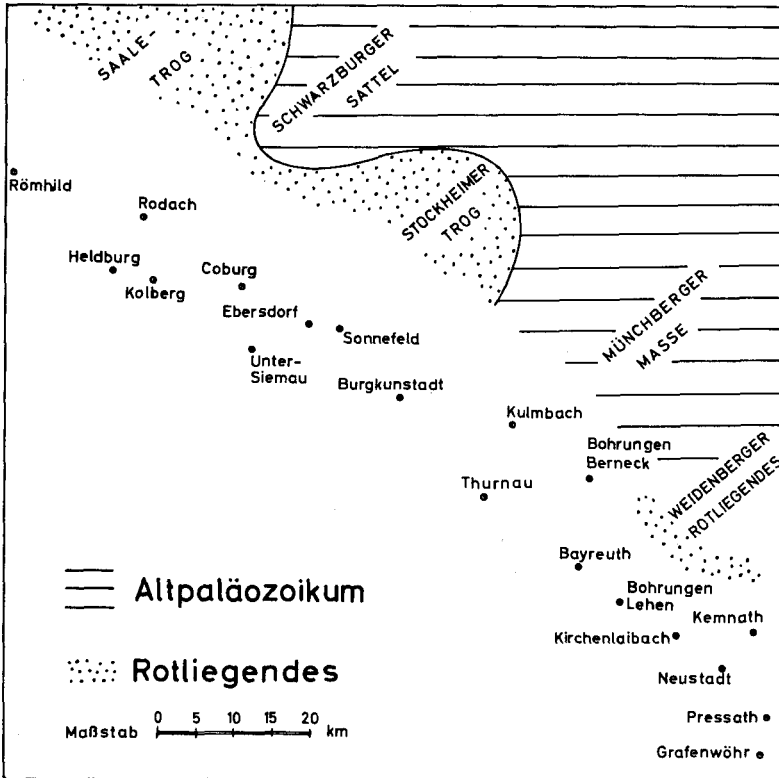 SAALE-
TROG
SCHWARZBURGER
SATTEL
Römhild
Rodach
STOCKHEIMER
TROG
Heldburg
Kolberg
Coburg
Ebersdorf
Sonnefeld
Unter-
Siemau
MÜNCHBERGER
MASSE
Burgkunstadt
Kulmbach
Bohrungen
Berneck
WEIDENBERGER
ROTLIEGENDES
Thurnau
Bayreuth
Altpaläozoikum
Bohrungen
Lehen
Kemnath
Kirchenlaibach
Rotliegendes
Neustadt
Maßstab 0 5 10 15 20 km
Pressath
Grafenwöhr